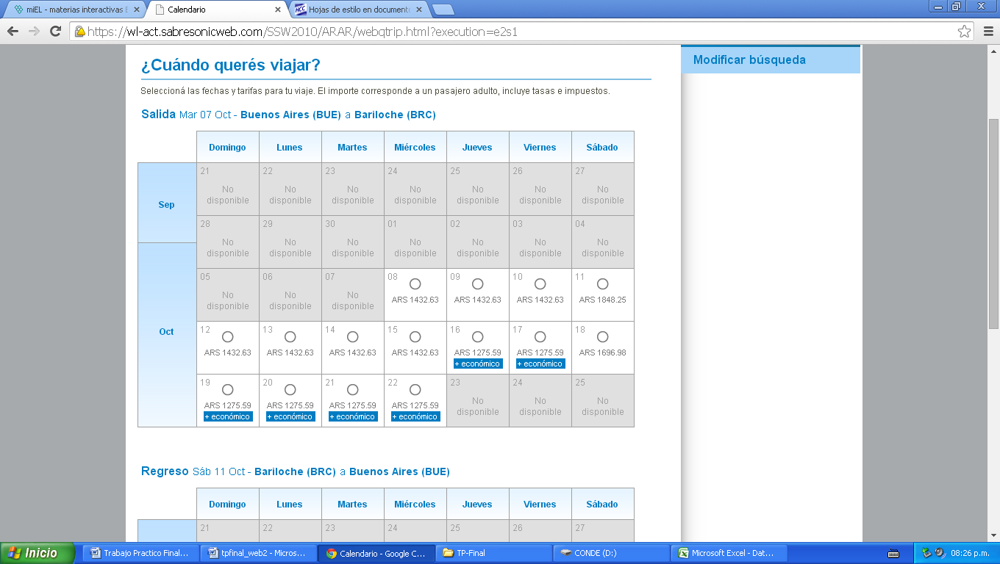 miEL - materias interactivas E
Calendario
Hojas de estilo en documento
https://wl-act.sabresonicweb.com/SSW2010/ARAR/webqtrip.html?execution=e2s1
¿Cuándo querés viajar?
Modificar búsqueda
Seleccioná las fechas y tarifas para tu viaje. El importe corresponde a un pasajero adulto, incluye tasas e impuestos.
Salida Mar 07 Oct - Buenos Aires (BUE) a Bariloche (BRC)
Domingo Lunes Martes Miércoles Jueves Viernes Sábado
Sep
21 22 23 24 25 26 27
No No No No No No No
disponible disponible disponible disponible disponible disponible disponible
28 29 30 01 02 03 04
No No No No No No No
disponible disponible disponible disponible disponible disponible disponible
Oct
05 06 07 08 09 10 11
No No No
disponible disponible disponible
ARS 1432.63 ARS 1432.63 ARS 1432.63 ARS 1848.25
12 13 14 15 16 17 18
ARS 1432.63 ARS 1432.63 ARS 1432.63 ARS 1432.63 ARS 1275.59 ARS 1275.59 ARS 1696.98
+ económico + económico
19 20 21 22 23 24 25
No No No
disponible disponible disponible
ARS 1275.59 ARS 1275.59 ARS 1275.59 ARS 1275.59
+ económico + económico + económico + económico
Regreso Sáb 11 Oct - Bariloche (BRC) a Buenos Aires (BUE)
Domingo Lunes Martes Miércoles Jueves Viernes Sábado
21 22 23 24 25 26 27
Inicio
Trabajo Practico Final...
tpfinal_web2 - Micros...
Calendario - Google C...
TP-Final
CONDE (D:)
Microsoft Excel - Dat...
08:26 p.m.